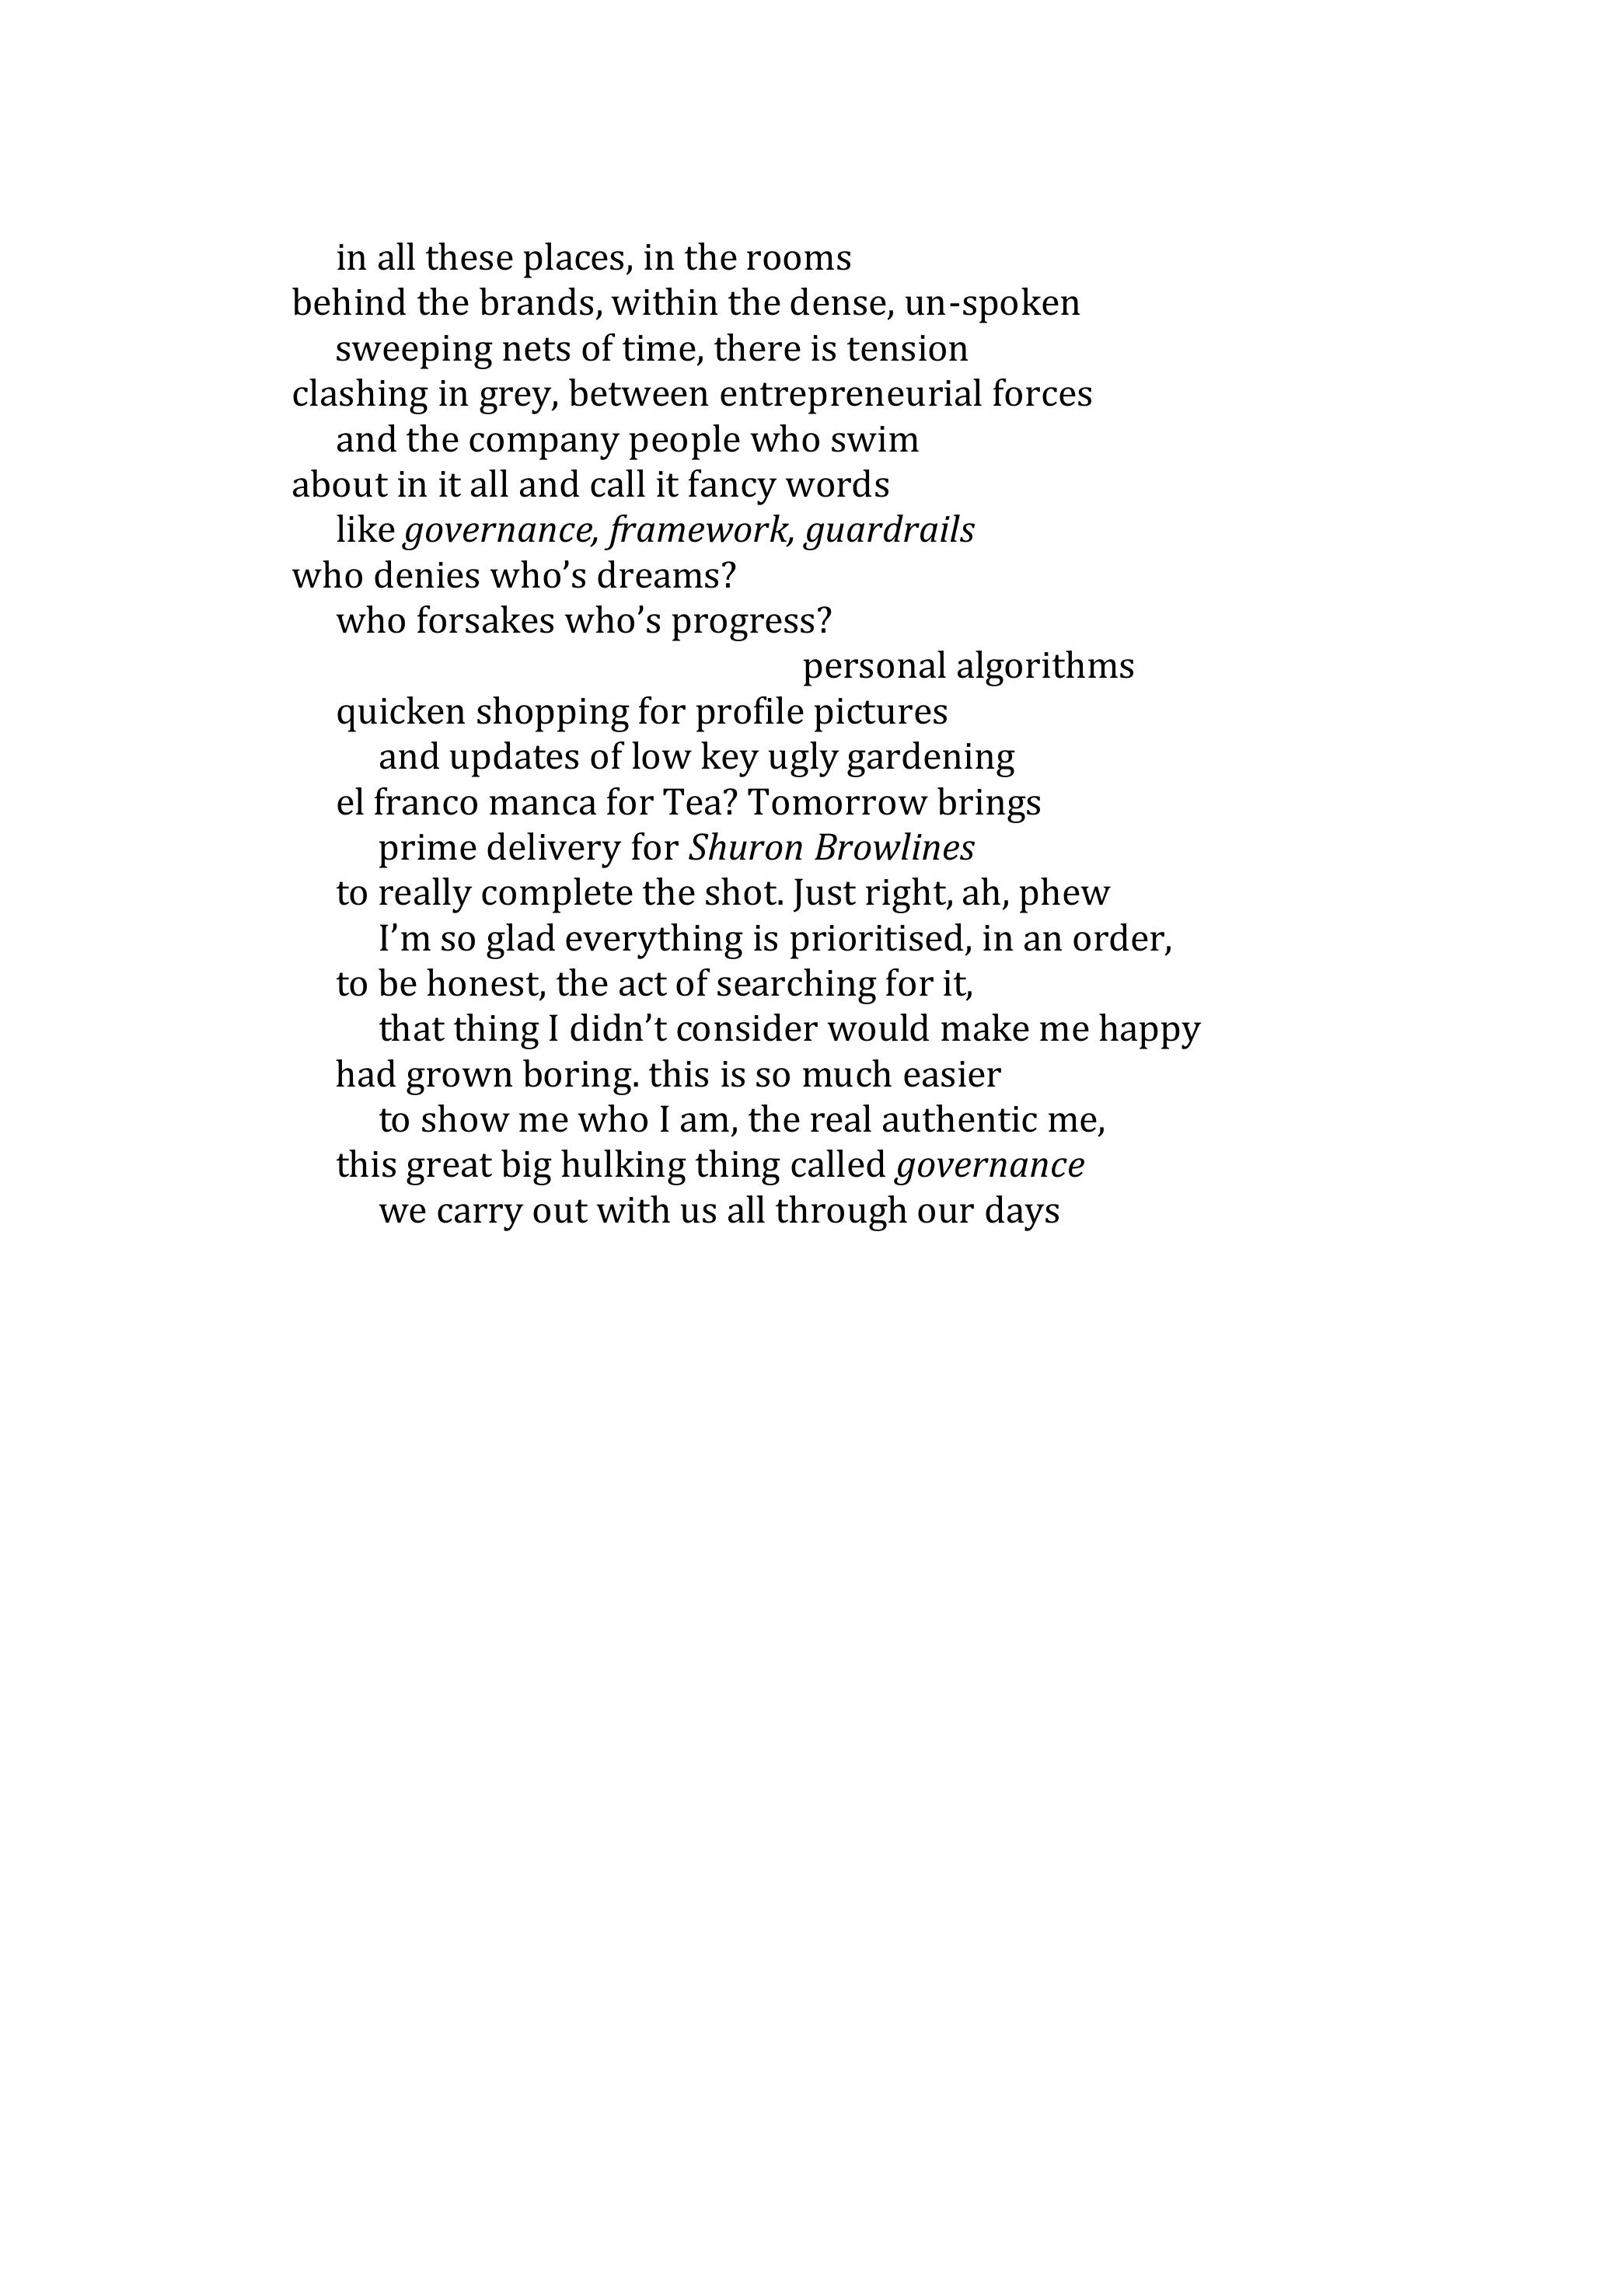 in all these places, in the rooms
behind the brands, within the dense, un-spoken
sweeping nets of time, there is tension
clashing in grey, between entrepreneurial forces
and the company people who swim
about in it all and call it fancy words
like governance, framework, guardrails
who denies who’s dreams?
who forsakes who’s progress?
personal algorithms
quicken shopping for profile pictures
and updates of low key ugly gardening
el franco manca for Tea? Tomorrow brings
prime delivery for Shuron Browlines
to really complete the shot. Just right, ah, phew
I’m so glad everything is prioritised, in an order,
to be honest, the act of searching for it,
that thing I didn’t consider would make me happy
had grown boring. this is so much easier
to show me who I am, the real authentic me,
this great big hulking thing called governance
we carry out with us all through our days